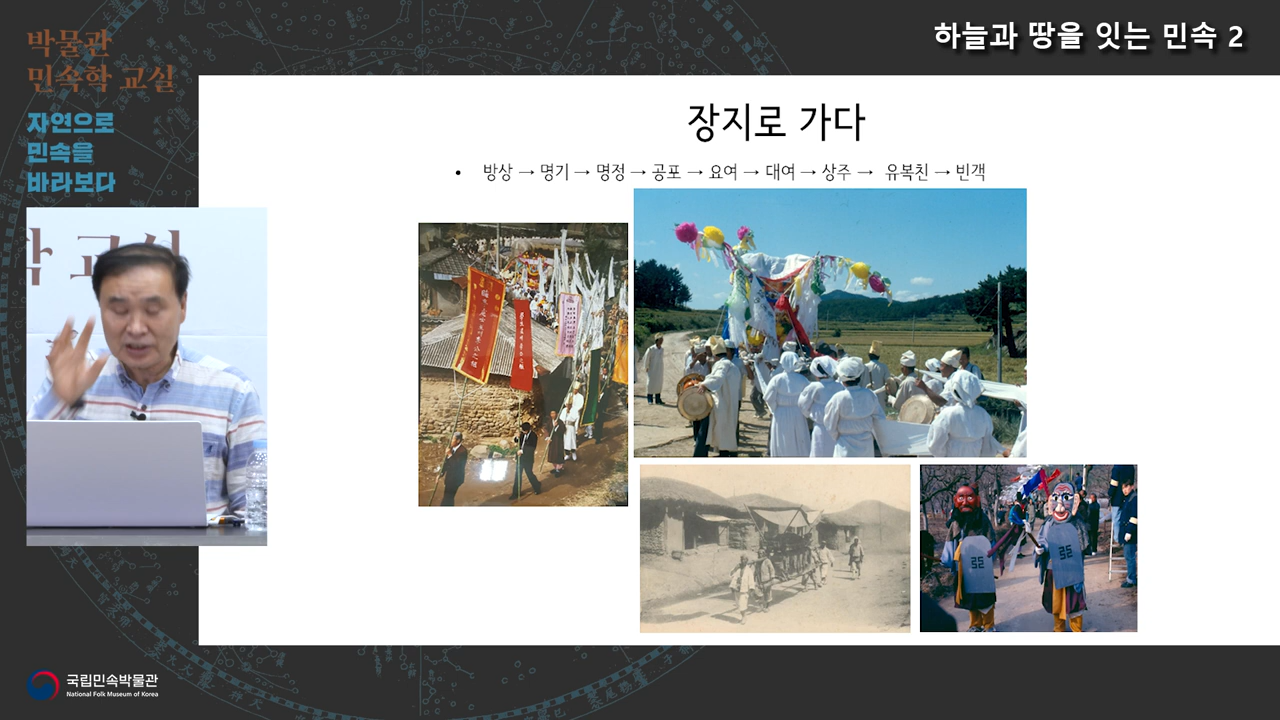 하늘과 땅을 잇는 민속 2
박물관
민속학 교실
자연으로
민속을
바라보다
장지로 가다
• 방상 → 명기 → 명정 → 공포 → 요여 → 대여 → 상주 → 유복친 → 빈객
학 교실
국립민속박물관
National Folk Museum of Korea